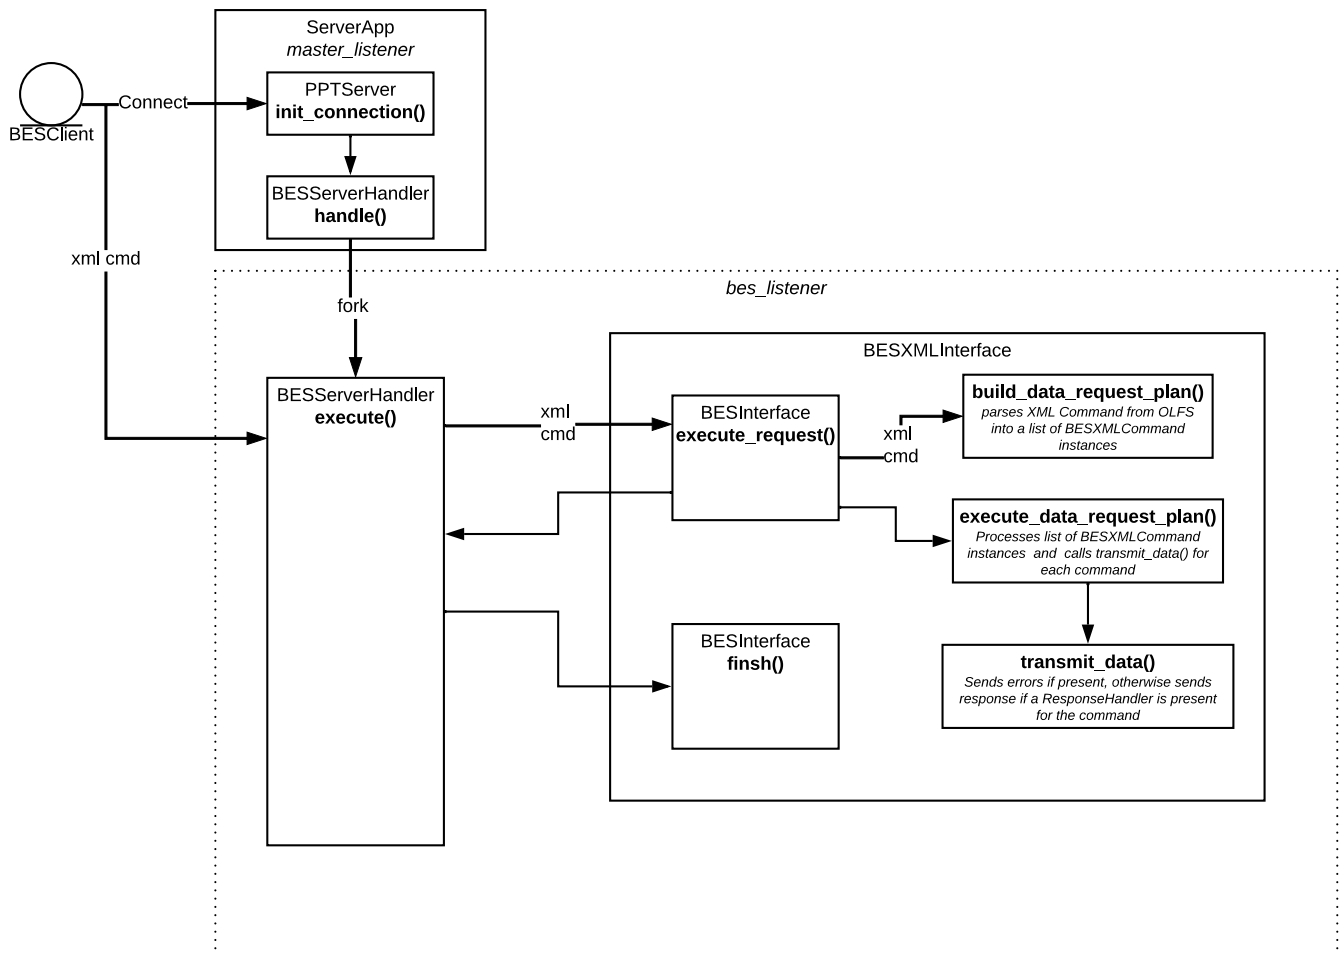 ServerApp
master_listener
PPTServer
init_connection()
Connect
BESClient
BESServerHandler
handle()
xml cmd
bes_listener
fork
BESXMLInterface
BESServerHandler
execute()
xml
cmd
BESInterface
execute_request()
xml
cmd
build_data_request_plan()
parses XML Command from OLFS
into a list of BESXMLCommand
instances
execute_data_request_plan()
Processes list of BESXMLCommand
instances and calls transmit_data() for
each command
BESInterface
finsh()
transmit_data()
Sends errors if present, otherwise sends
response if a ResponseHandler is present
for the command